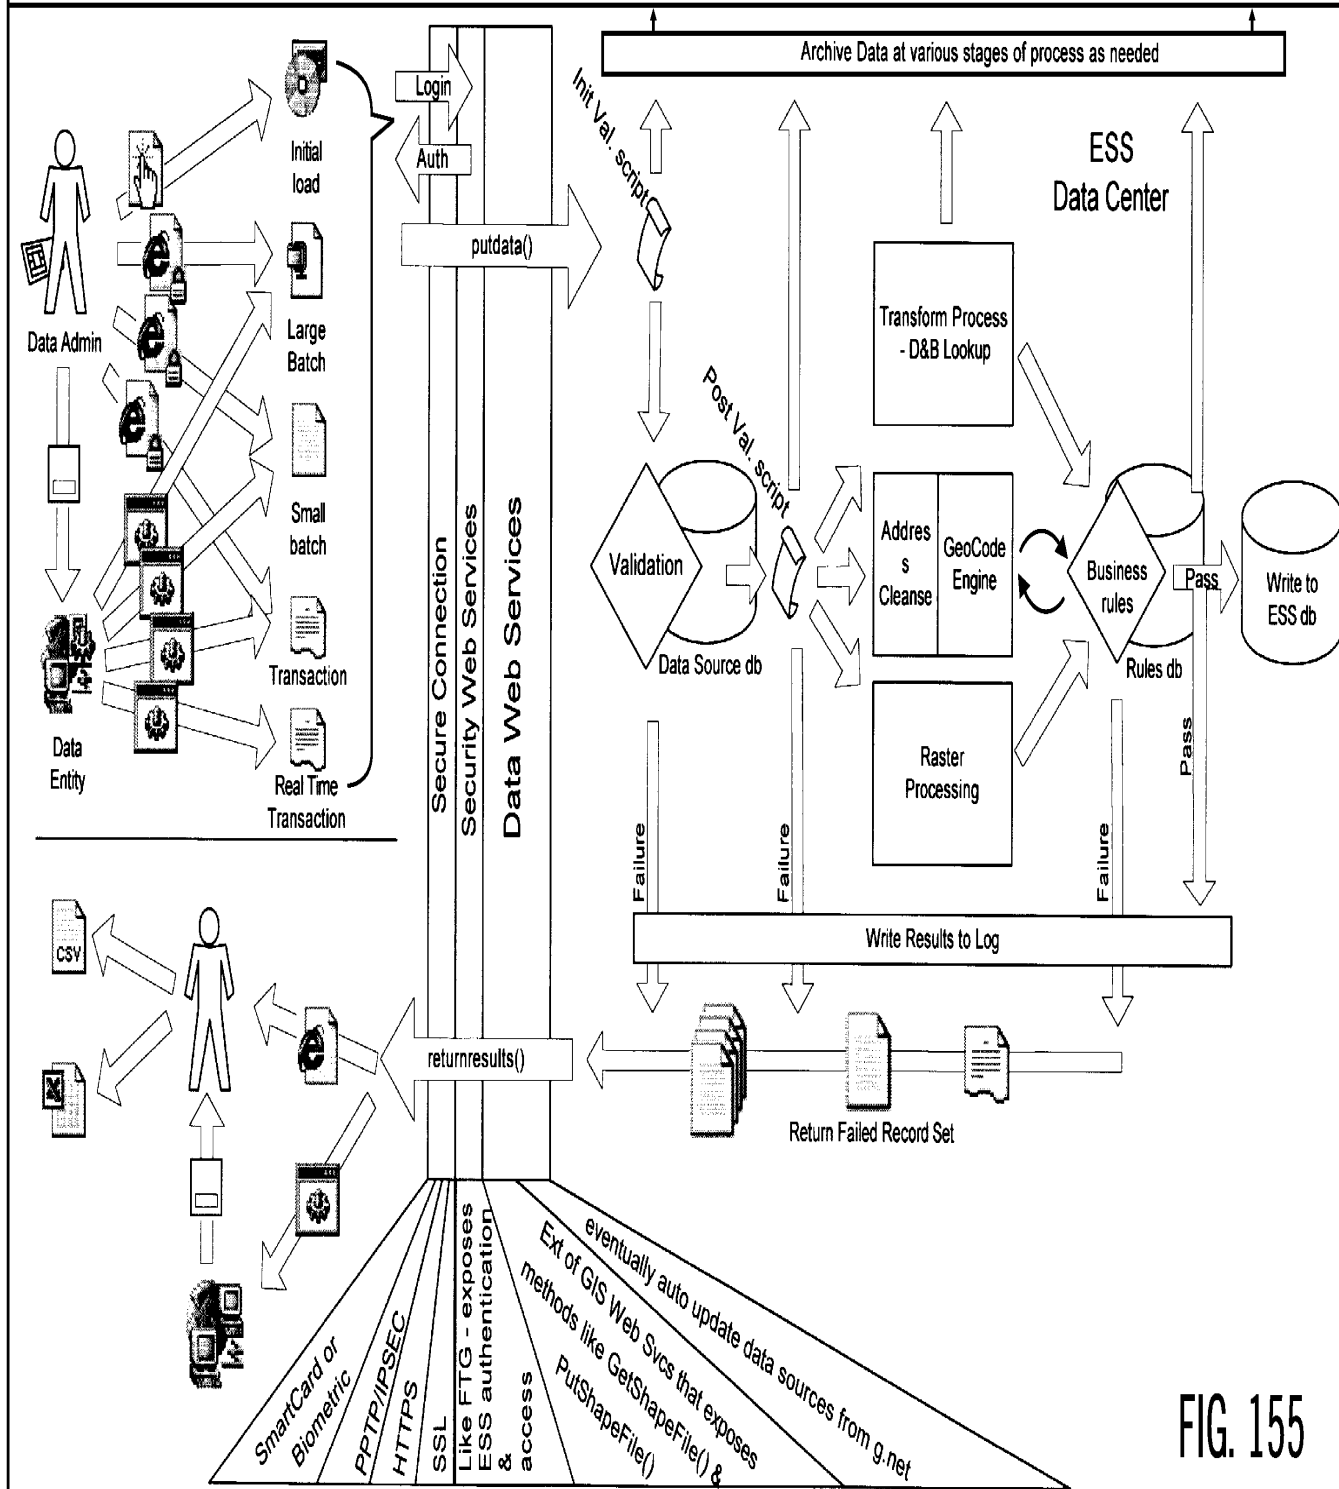 Archive Data at various stages of process as needed
Login
Auth
Init Val. script
ESS
Data Center
Initial
load
putdata()
Data Admin
Large
Batch
Transform Process
- D&B Lookup
Post Val. script
Small
batch
Secure Connection
Security Web Services
Data Web Services
Validation
Data Source db
Addres
s
Cleanse
GeoCode
Engine
Business
rules
Rules db
Pass
Write to
ESS db
Transaction
Data
Entity
Real Time
Transaction
Raster
Processing
Pass
Failure
Failure
Failure
Write Results to Log
CSV
X
returnresults()
Return Failed Record Set
SmartCard or
Biometric
PPTP/IPSEC
HTTPS
SSL
Like FTG - exposes
ESS authentication
&
access
Ext of GIS Web Svcs that exposes
methods like GetShapeFile() &
PutShapeFile()
eventually auto update data sources from g.net
FIG. 155